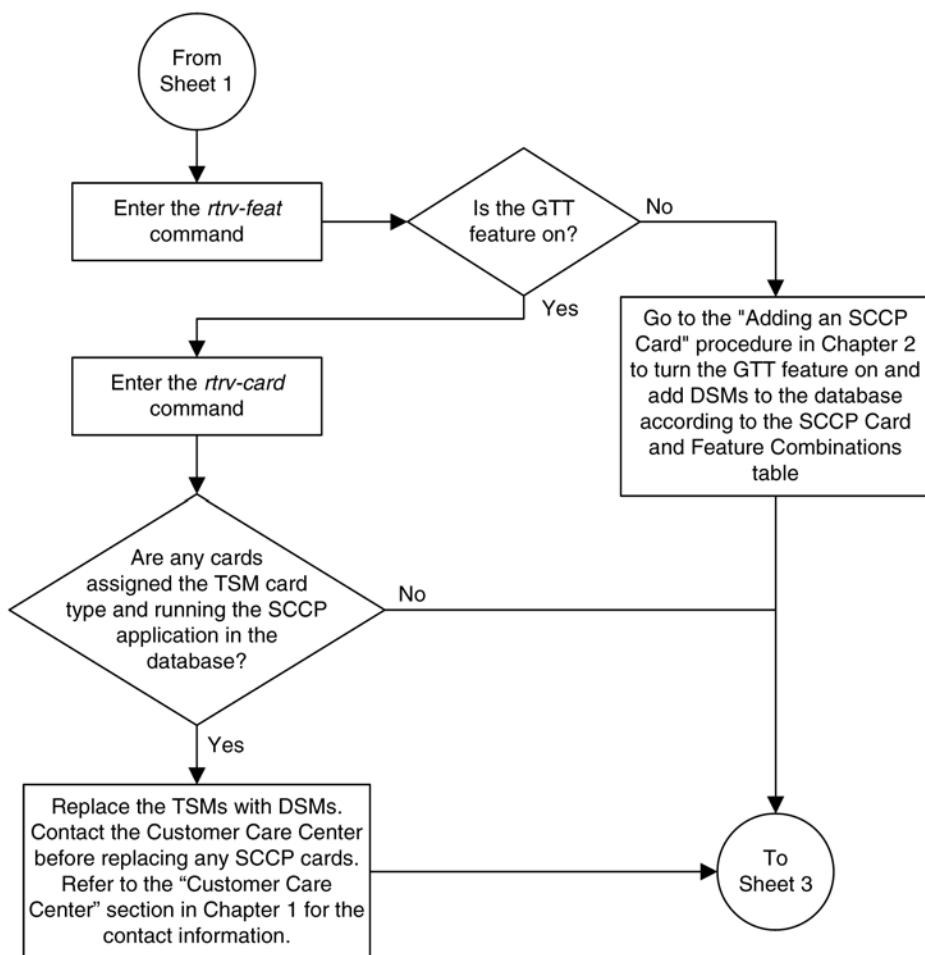 From
Sheet 1
Enter the rtrv-feat
command
Is the GTT
feature on?
No
Yes
Go to the "Adding an SCCP
Card" procedure in Chapter 2
to turn the GTT feature on and
add DSMs to the database
according to the SCCP Card
and Feature Combinations
table
Enter the rtrv-card
command
Are any cards
assigned the TSM card
type and running the SCCP
application in the
database?
No
Yes
Replace the TSMs with DSMs.
Contact the Customer Care Center
before replacing any SCCP cards.
Refer to the “Customer Care
Center” section in Chapter 1 for the
contact information.
To
Sheet 3